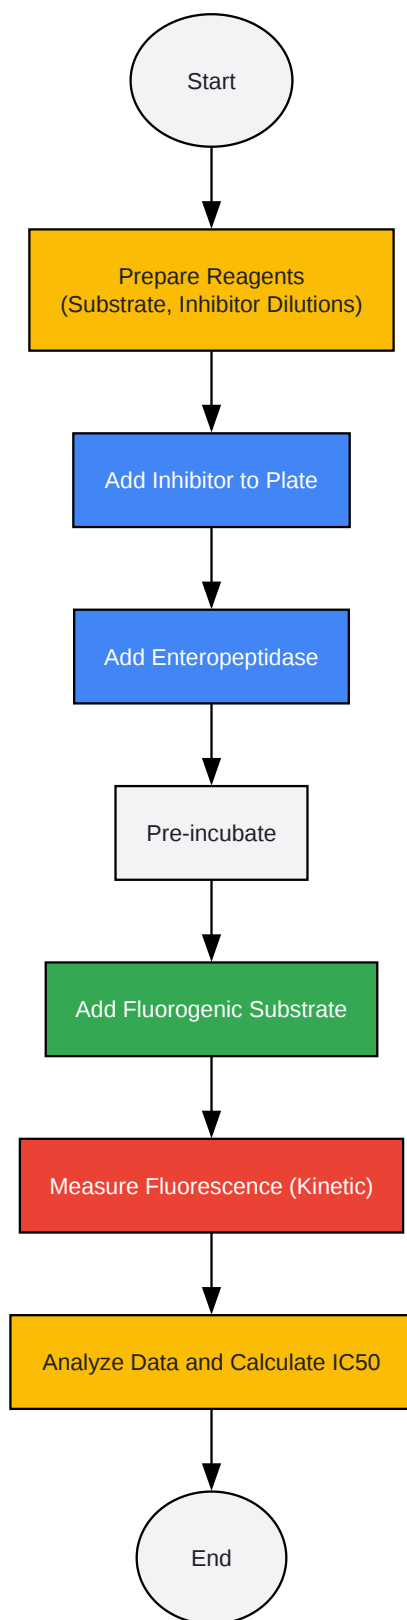 Start
Prepare Reagents
(Substrate, Inhibitor Dilutions)
Add Inhibitor to Plate
Add Enteropeptidase
Pre-incubate
Add Fluorogenic Substrate
Measure Fluorescence (Kinetic)
Analyze Data and Calculate IC50
End